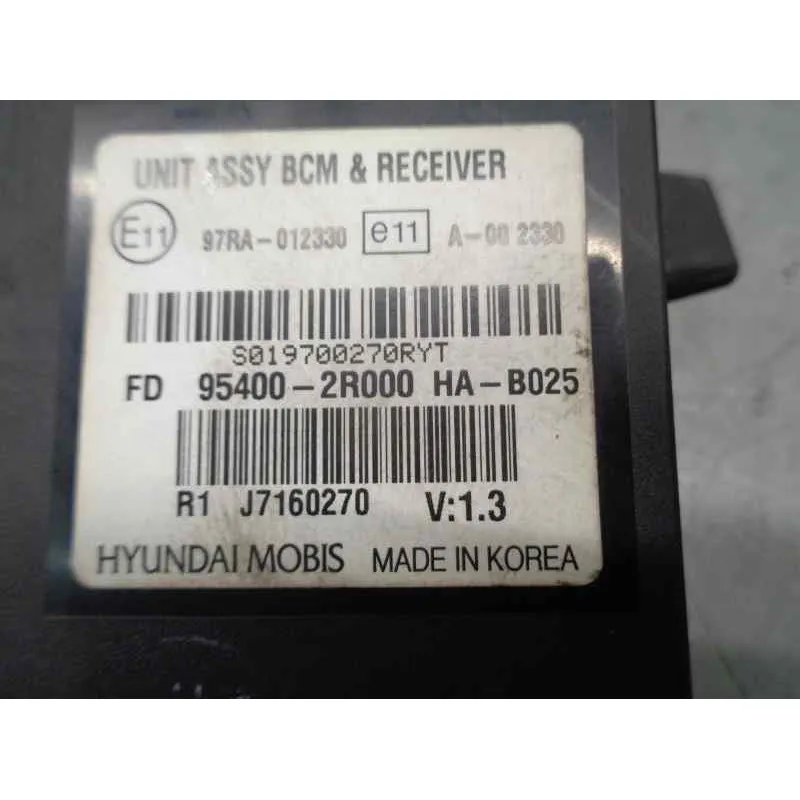 UNIT ASSY BCM & RECEIVER
E11 97RA-012330 e11 A-00 2330
S019700270RYT
FD 95400-2R000 HA-B025
R1 J7160270 V:1.3
HYUNDAI MOBIS MADE IN KOREA